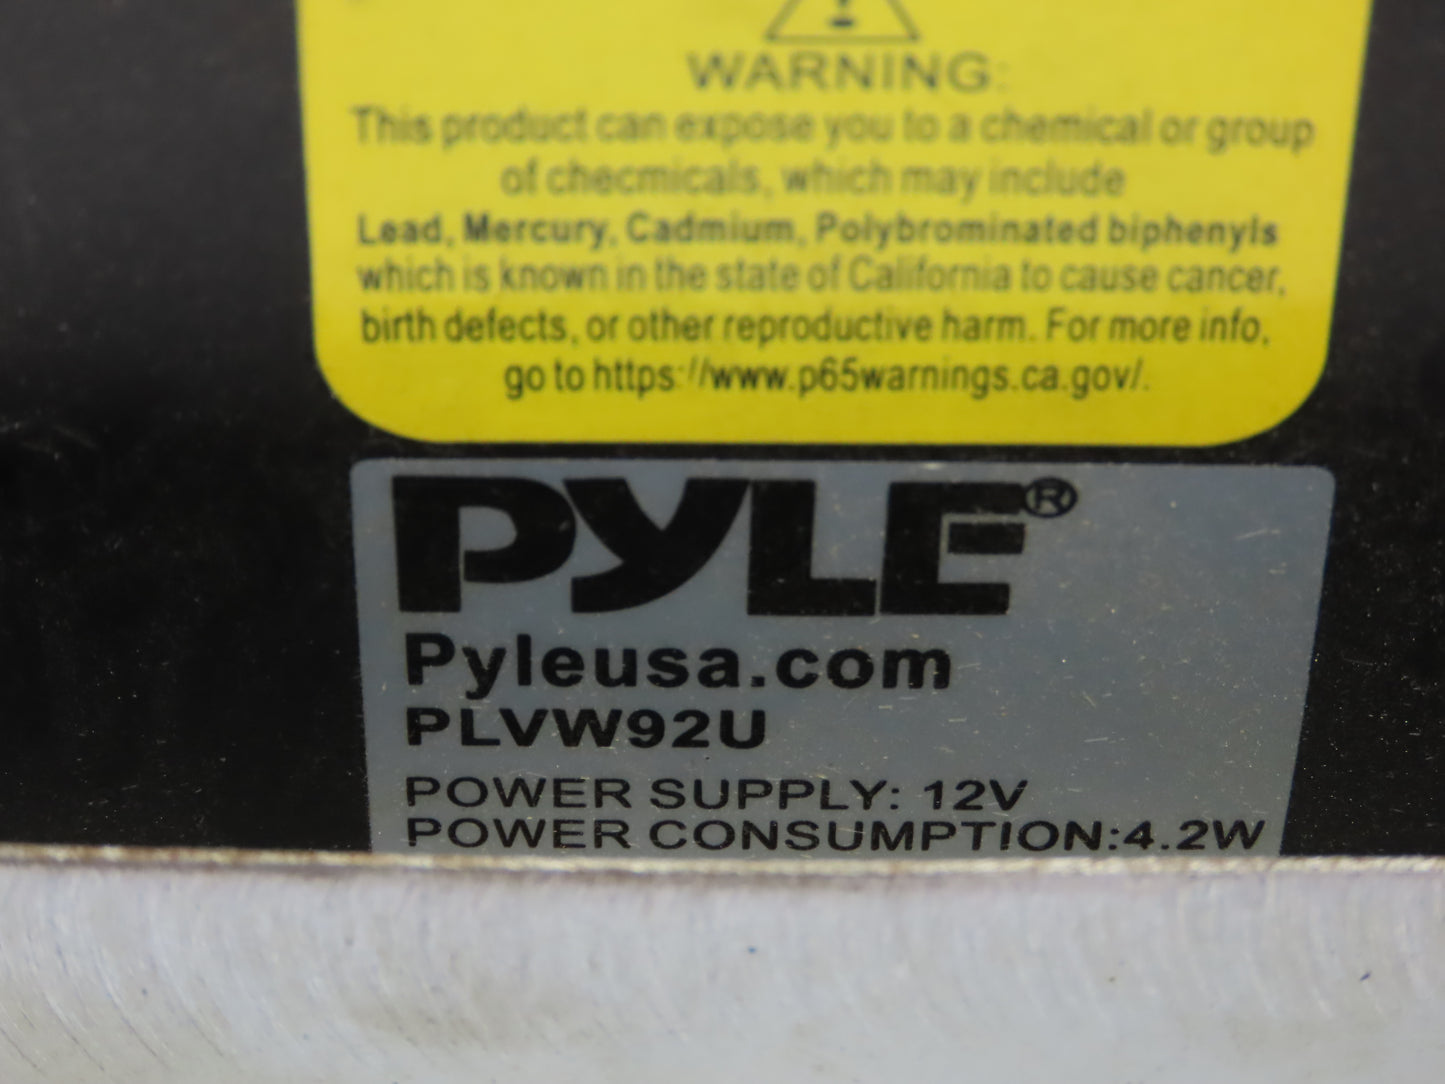 WARNING:
This product can expose you to a chemical or group
of checmicals, which may include
Lead, Mercury, Cadmium, Polybrominated biphenyls
which is known in the state of California to cause cancer,
birth defects, or other reproductive harm. For more info,
go to https://www.p65warnings.ca.gov/.
PYLE®
Pyleusa.com
PLVW92U
POWER SUPPLY: 12V
POWER CONSUMPTION:4.2W